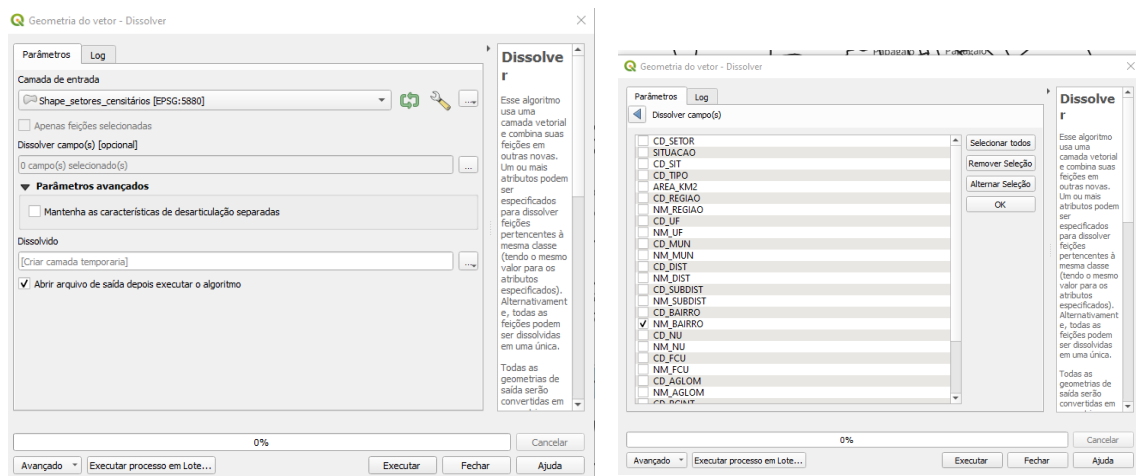 Geometria do vetor - Dissolver
Parâmetros
Log
Camada de entrada
Shape_setores_censitários [EPSG:5880]
...
Apenas feições selecionadas
Dissolver campo(s) [opcional]
0 campo(s) selecionado(s)
...
Parâmetros avançados
Mantenha as características de desarticulação separadas
Dissolvido
[Criar camada temporaria]
...
Abrir arquivo de saída depois executar o algoritmo
Dissolve
r
Esse algoritmo
usa uma
camada vetorial
e combina suas
feições em
outras novas.
Um ou mais
atributos podem
ser
especificados
para dissolver
feições
pertencentes à
mesma classe
(tendo o mesmo
valor para os
atributos
especificados).
Alternativament
e, todas as
feições podem
ser dissolvidas
em uma única.
Todas as
geometrias de
saída serão
convertidas em
0%
Cancelar
Avançado
Executar processo em Lote...
Executar
Fechar
Ajuda
Geometria do vetor - Dissolver
Parâmetros
Log
Dissolver campo(s)
CD_SETOR
SITUACAO
CD_SIT
CD_TIPO
AREA_KM2
CD_REGIAO
NM_REGIAO
CD_UF
NM_UF
CD_MUN
NM_MUN
CD_DIST
NM_DIST
CD_SUBDIST
NM_SUBDIST
CD_BAIRRO
NM_BAIRRO
CD_NU
NM_NU
CD_FCU
NM_FCU
CD_AGLOM
NM_AGLOM
CD_RGINT
Selecionar todos
Remover Seleção
Alternar Seleção
OK
Dissolve
r
Esse algoritmo
usa uma
camada vetorial
e combina suas
feições em
outras novas.
Um ou mais
atributos podem
ser
especificados
para dissolver
feições
pertencentes à
mesma classe
(tendo o mesmo
valor para os
atributos
especificados).
Alternativament
e, todas as
feições podem
ser dissolvidas
em uma única.
Todas as
geometrias de
saída serão
convertidas em
0%
Cancelar
Avançado
Executar processo em Lote...
Executar
Fechar
Ajuda